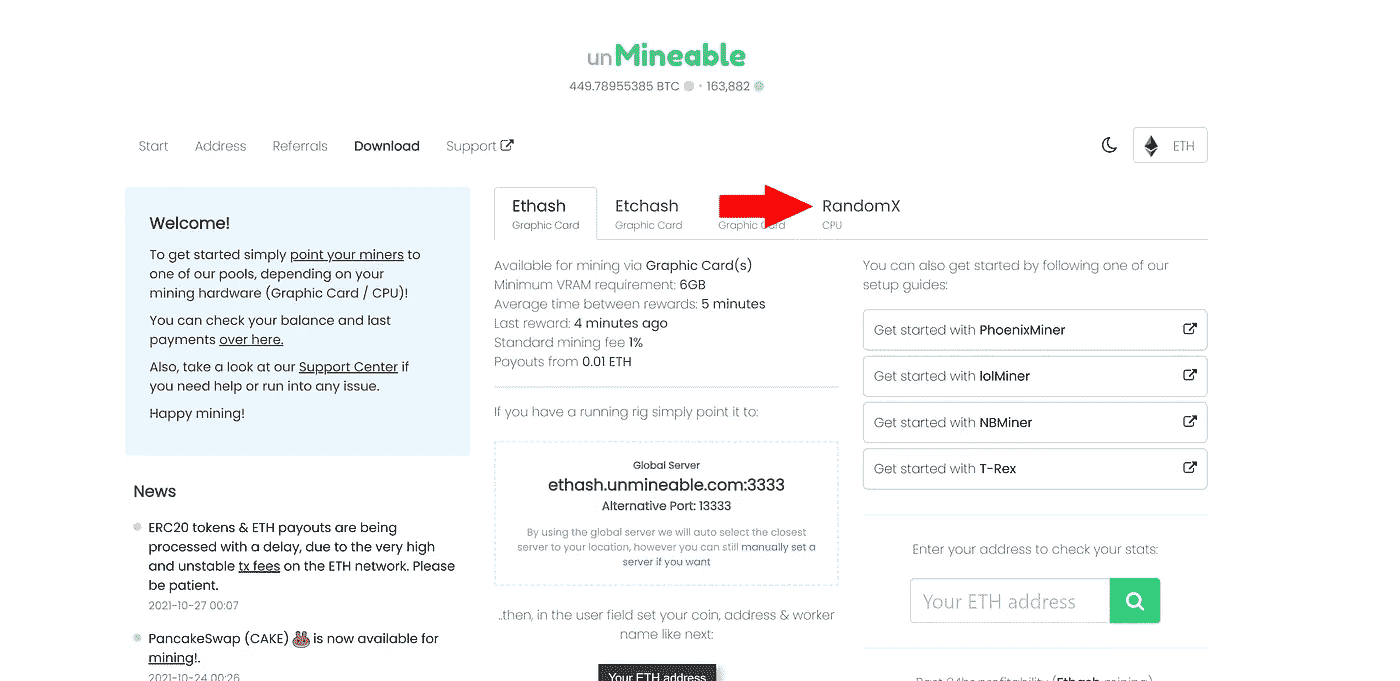 unMineable
449.78955385 BTC • 163,882
Start Address Referrals Download Support
ETH
Welcome!
To get started simply point your miners to
one of our pools, depending on your
mining hardware (Graphic Card / CPU)!
You can check your balance and last
payments over here.
Also, take a look at our Support Center if
you need help or run into any issue.
Happy mining!
News
ERC20 tokens & ETH payouts are being
processed with a delay, due to the very high
and unstable tx fees on the ETH network. Please
be patient.
2021-10-27 00:07
PancakeSwap (CAKE) is now available for
mining!.
2021-10-24 00:26
Ethash
Graphic Card
Etchash
Graphic Card
Graphic Card
RandomX
CPU
Available for mining via Graphic Card(s)
Minimum VRAM requirement: 6GB
Average time between rewards: 5 minutes
Last reward: 4 minutes ago
Standard mining fee 1%
Payouts from 0.01 ETH
If you have a running rig simply point it to:
Global Server
ethash.unmineable.com:3333
Alternative Port: 13333
By using the global server we will auto select the closest
server to your location, however you can still manually set a
server if you want
..then, in the user field set your coin, address & worker
name like next:
Your ETH address
You can also get started by following one of our
setup guides:
Get started with PhoenixMiner
Get started with lolMiner
Get started with NBMiner
Get started with T-Rex
Enter your address to check your stats:
Your ETH address
Past 24hr profitability (Ethash mining)